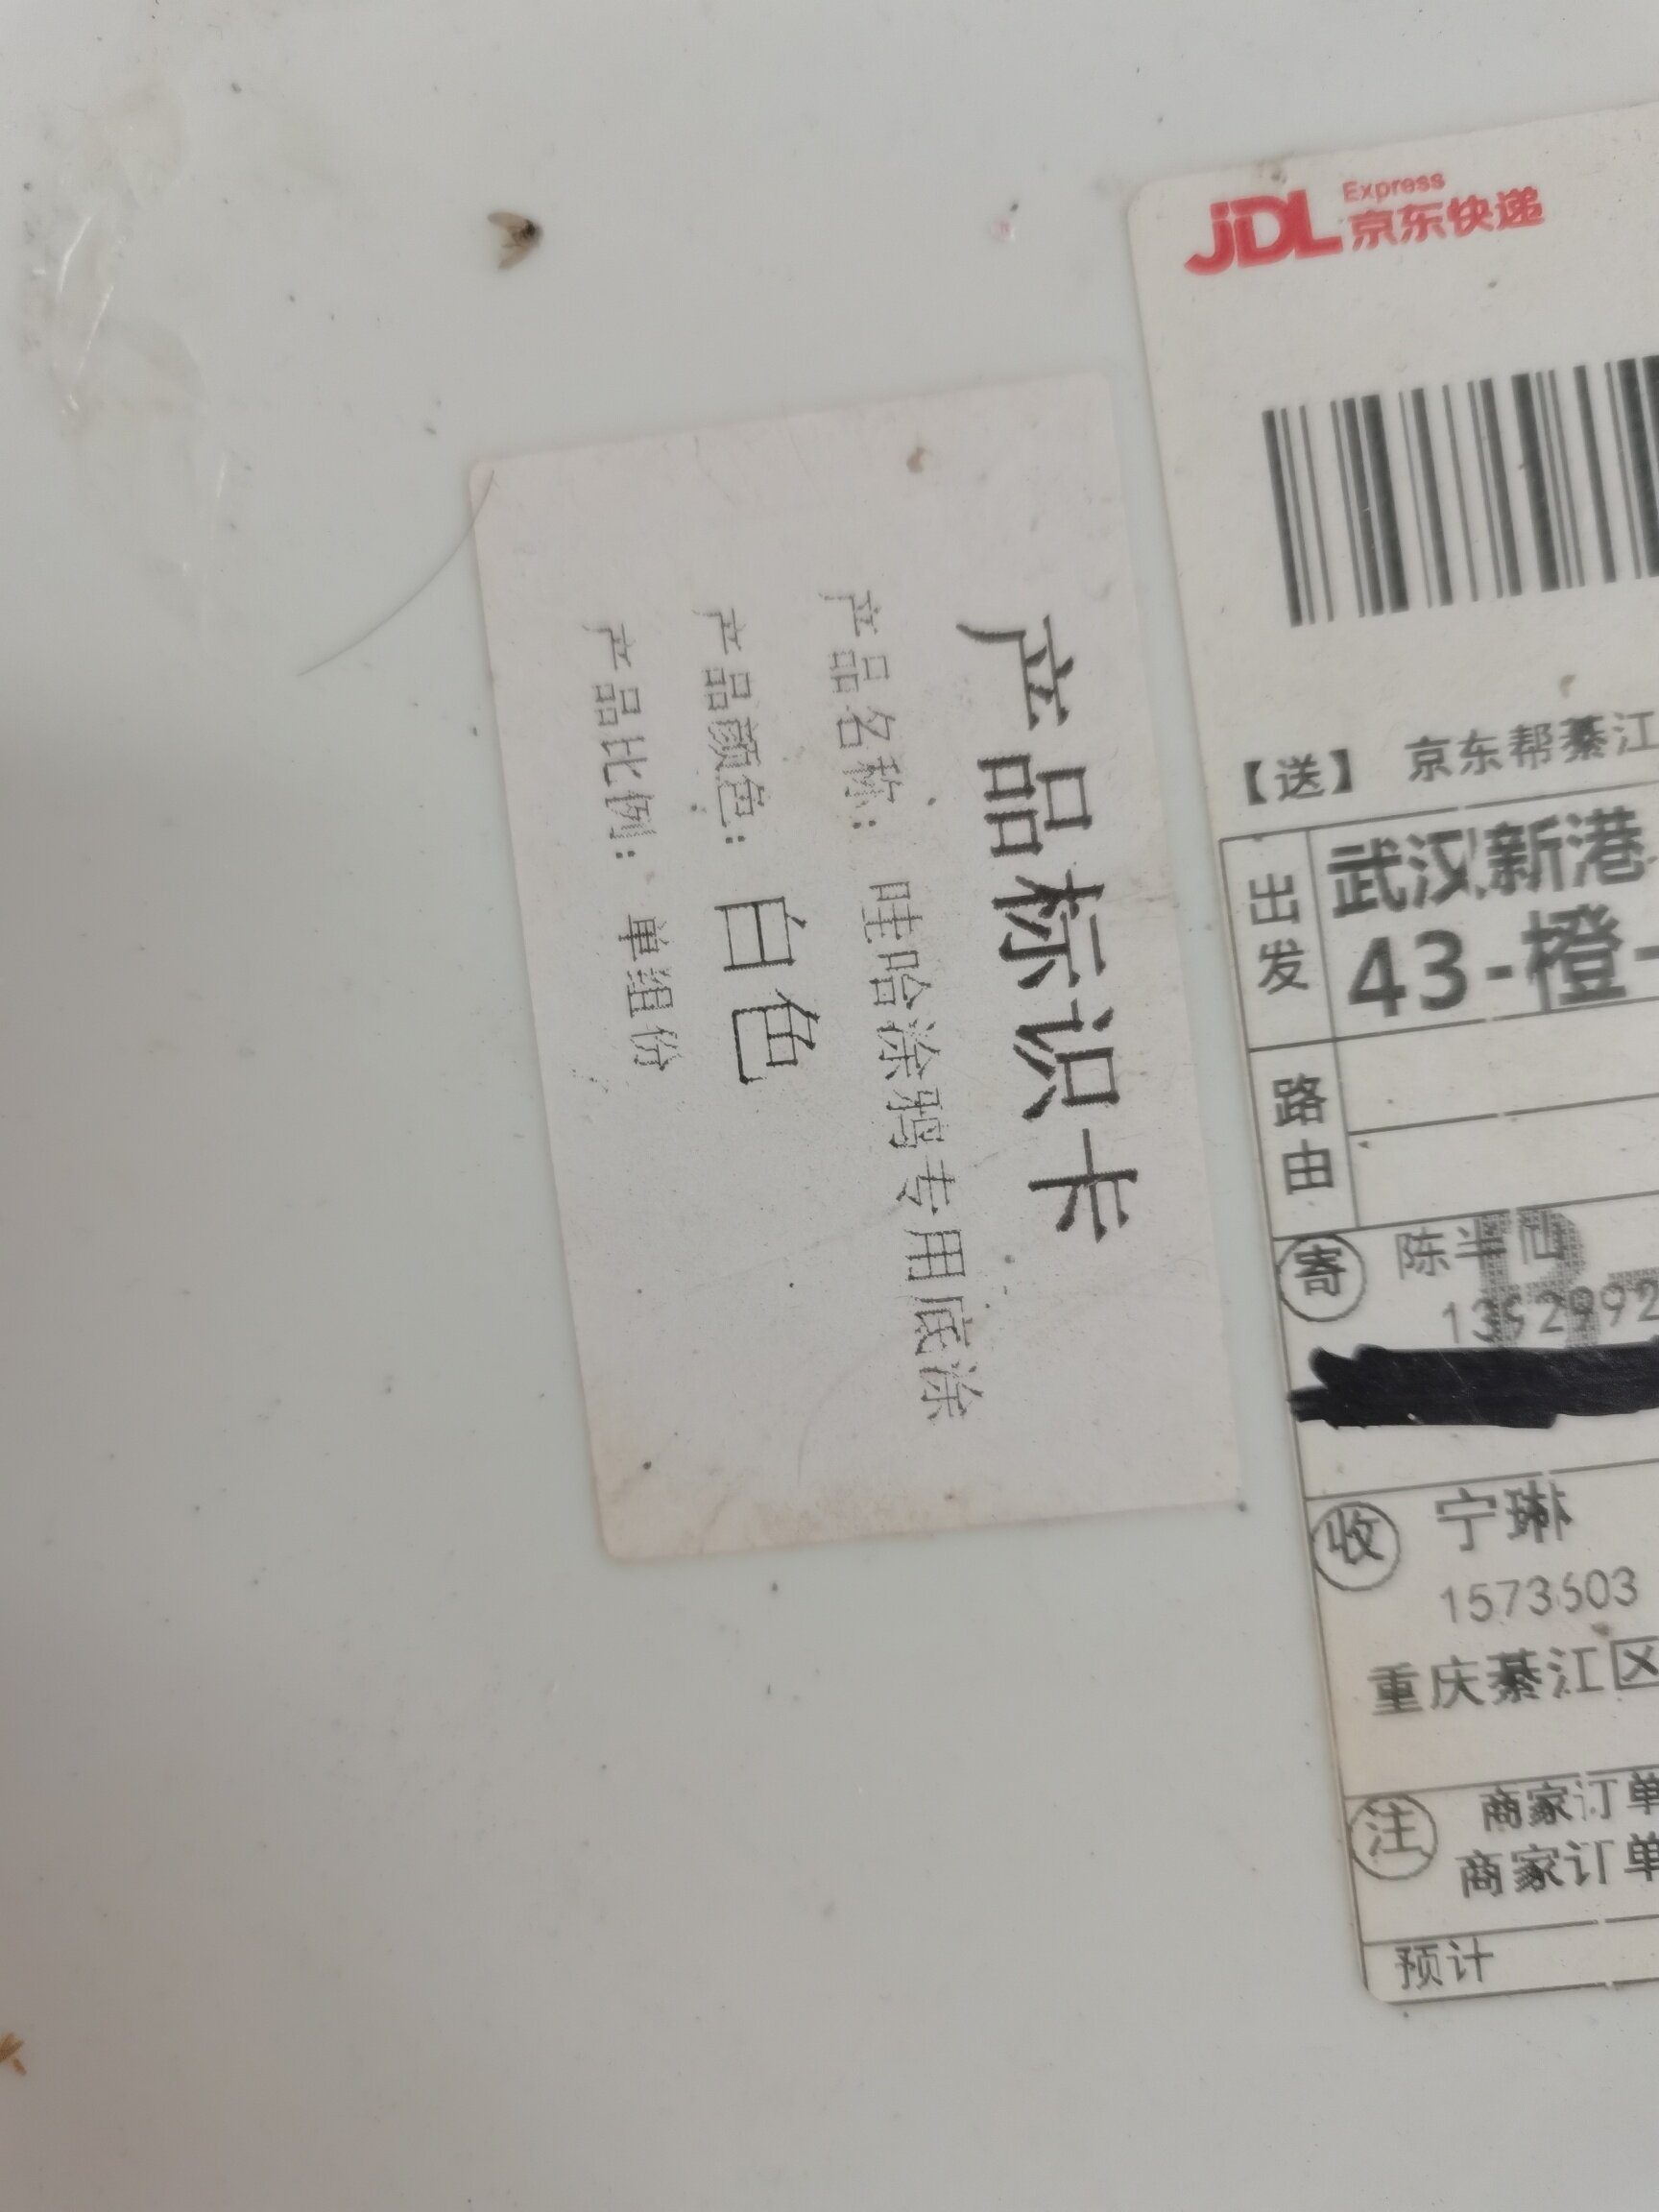 产品标识卡
产品名称：哇哈涂鸦专用底涂
产品颜色：白色
产品比例：单组份
JDL Express
京东快递
【送】 京东帮綦江
出发
武汉新港
43-橙-
路由
寄 陈半仙
收 宁琳
1573603
重庆綦江区
注 商家订单
商家订单
预计